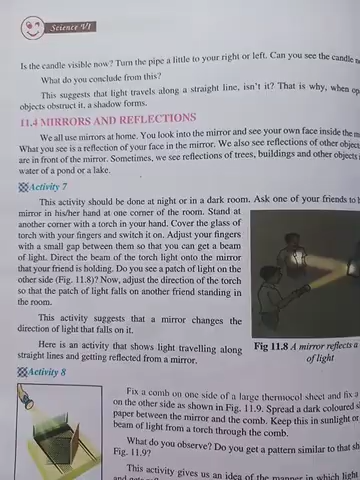 Science VI
Is the candle visible now? Turn the pipe a little to your right or left. Can you see the candle
What do you conclude from this?
This suggests that light travels along a straight line, isn't it? That is why, when
objects obstruct it, a shadow forms.
11.4 MIRRORS AND REFLECTIONS
We all use mirrors at home. You look into the mirror and see your own face inside the
What you see is a reflection of your face in the mirror. We also see reflections of other
are in front of the mirror. Sometimes, we see reflections of trees, buildings and other objects
water of a pond or a lake.
Activity 7
This activity should be done at night or in a dark room. Ask one of your friends to
mirror in his/her hand at one corner of the room. Stand at
another corner with a torch in your hand. Cover the glass of
torch with your fingers and switch it on. Adjust your fingers
with a small gap between them so that you can get a beam
of light. Direct the beam of the torch light onto the mirror
that your friend is holding. Do you see a patch of light on the
other side (Fig. 11.8)? Now, adjust the direction of the torch
so that the patch of light falls on another friend standing in
the room.
This activity suggests that a mirror changes the
direction of light that falls on it.
Here is an activity that shows light travelling along
straight lines and getting reflected from a mirror.
Fig 11.8 A mirror reflects a
of light
Activity 8
Fix a comb on one side of a large thermocol sheet and fix a
on the other side as shown in Fig. 11.9. Spread a dark coloured
paper between the mirror and the comb. Keep this in sunlight or
beam of light from a torch through the comb.
What do you observe? Do you get a pattern similar to that
Fig. 11.9?
This activity gives us an idea of the manner in which light